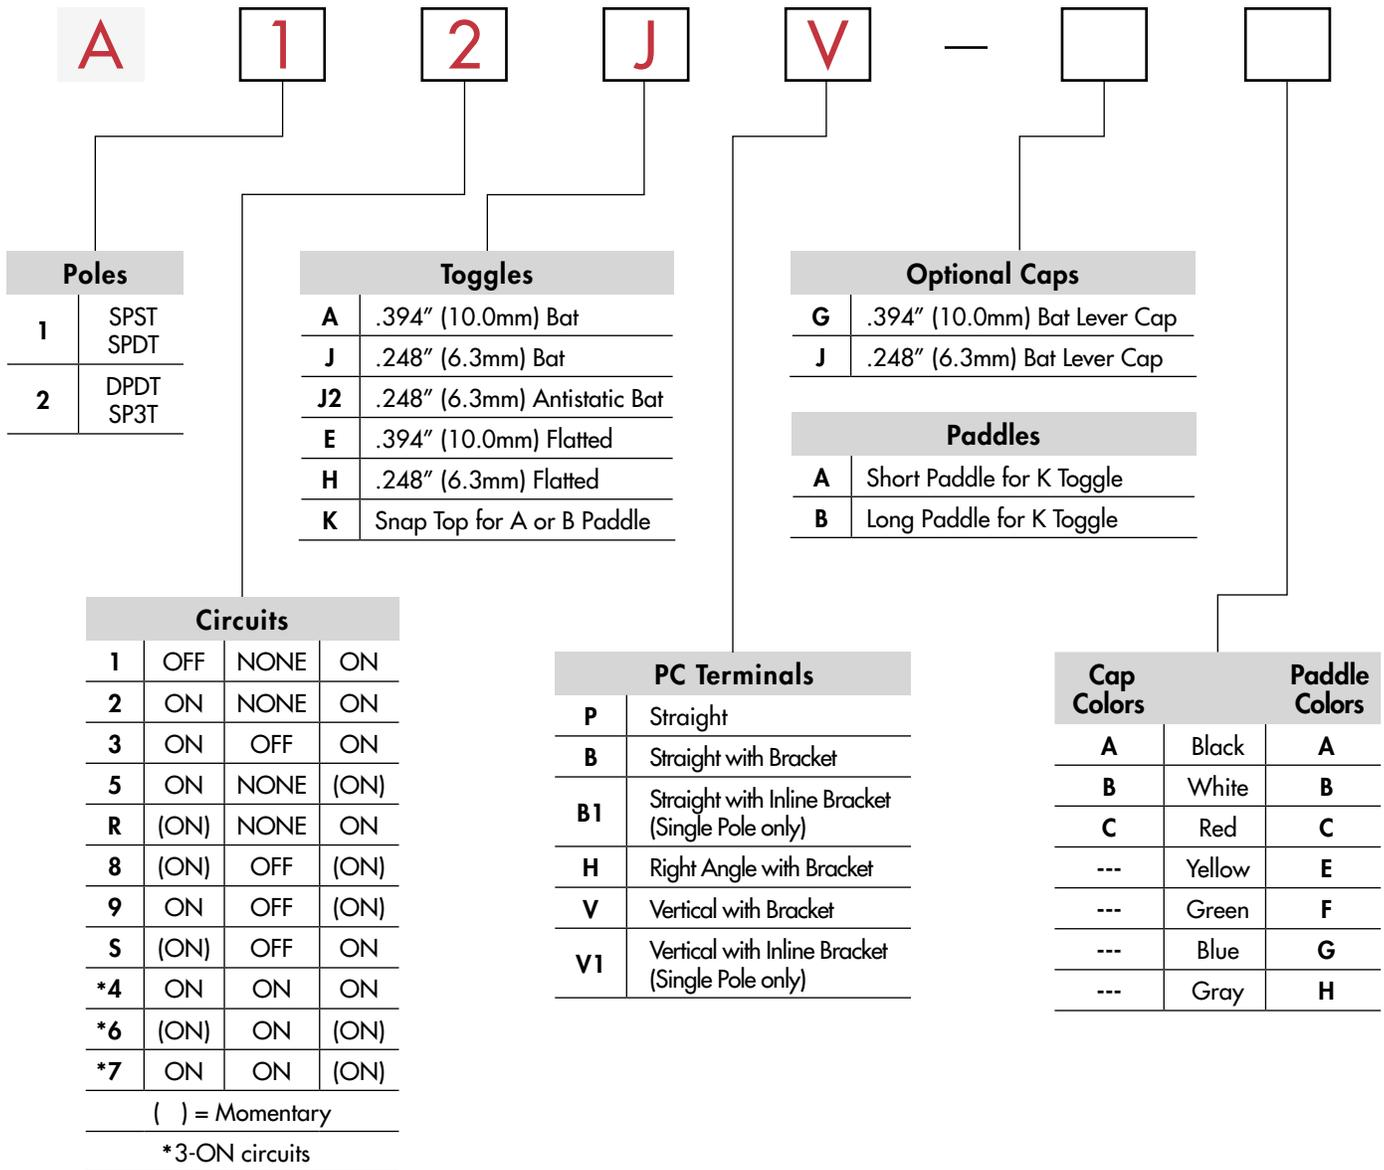 A 1 2 J V —
Poles
1 SPST SPDT
2 DPDT SP3T
Toggles
A .394″ (10.0mm) Bat
J .248″ (6.3mm) Bat
J2 .248″ (6.3mm) Antistatic Bat
E .394″ (10.0mm) Flatted
H .248″ (6.3mm) Flatted
K Snap Top for A or B Paddle
Optional Caps
G .394″ (10.0mm) Bat Lever Cap
J .248″ (6.3mm) Bat Lever Cap
Paddles
A Short Paddle for K Toggle
B Long Paddle for K Toggle
Circuits
1 OFF NONE ON
2 ON NONE ON
3 ON OFF ON
5 ON NONE (ON)
R (ON) NONE ON
8 (ON) OFF (ON)
9 ON OFF (ON)
S (ON) OFF ON
*4 ON ON ON
*6 (ON) ON (ON)
*7 ON ON (ON)
( ) = Momentary
*3-ON circuits
PC Terminals
P Straight
B Straight with Bracket
B1 Straight with Inline Bracket
(Single Pole only)
H Right Angle with Bracket
V Vertical with Bracket
V1 Vertical with Inline Bracket
(Single Pole only)
Cap Colors Paddle Colors
A Black A
B White B
C Red C
--- Yellow E
--- Green F
--- Blue G
--- Gray H